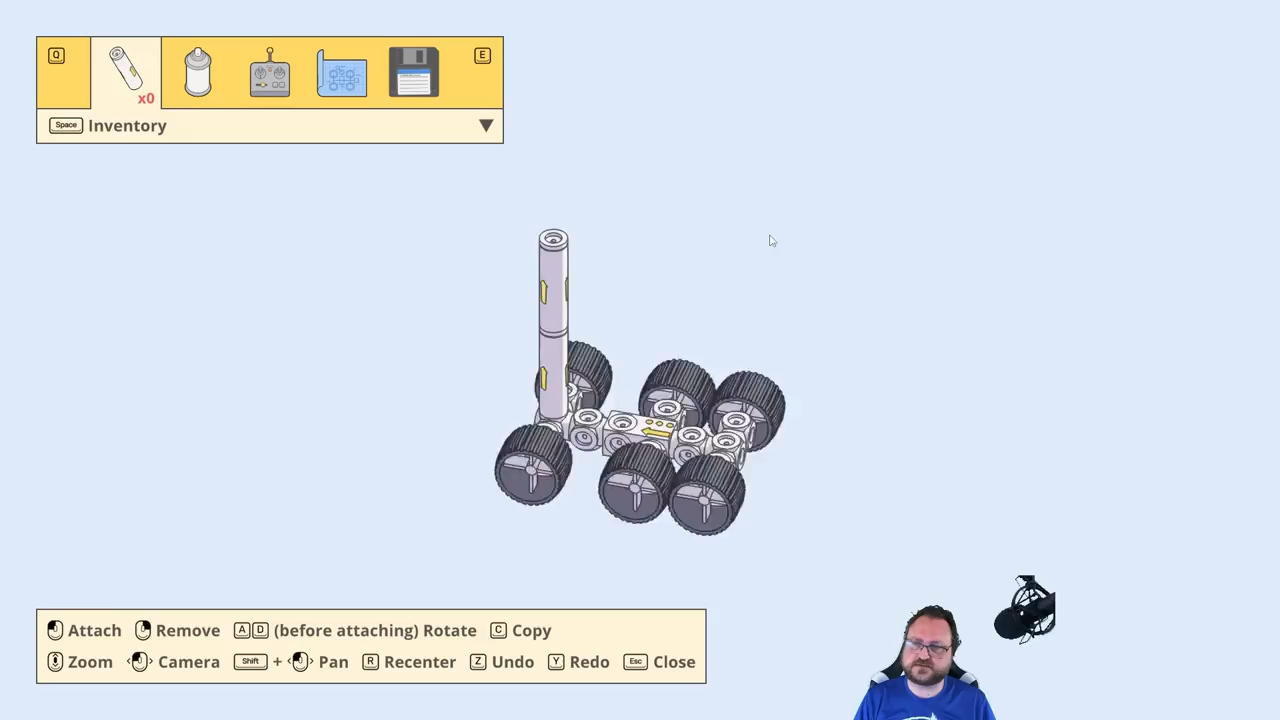 Q
E
x0
Space Inventory
Attach Remove A D (before attaching) Rotate C Copy
Zoom Camera Shift + Pan R Recenter Z Undo Y Redo Esc Close